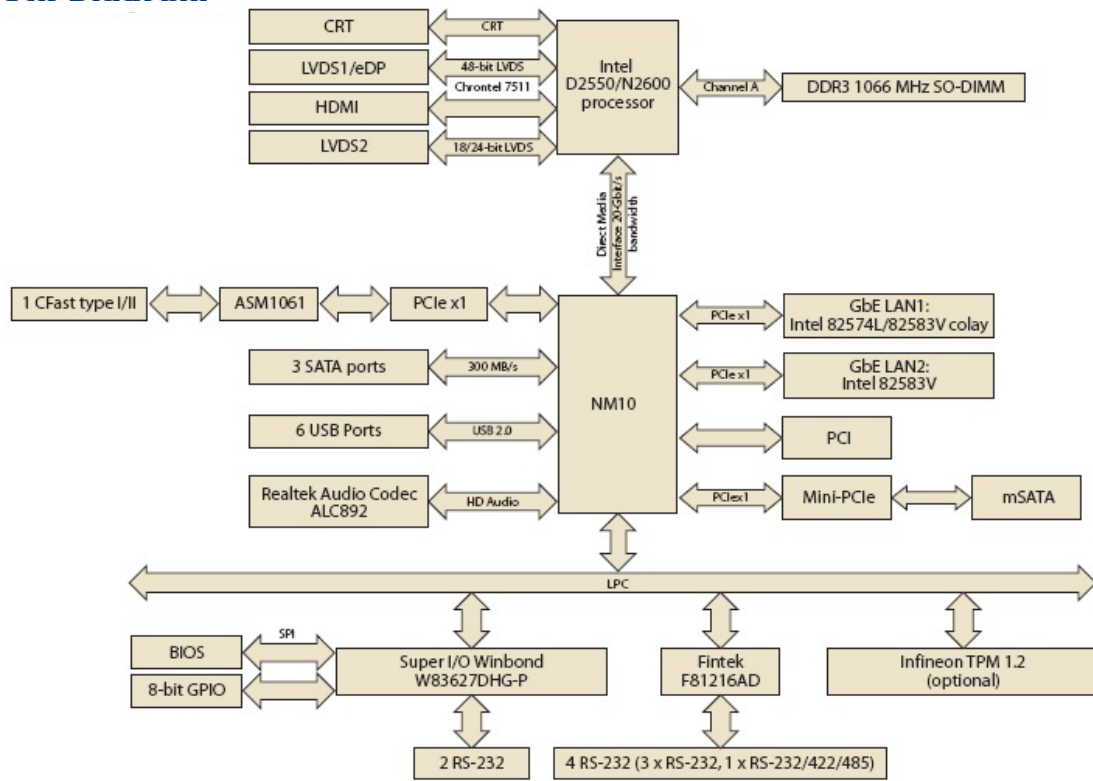 CRT
CRT
Intel
D2550/N2600
processor
LVDS1/eDP
48-bit LVDS
Chrontel 7511
Channel A
DDR3 1066 MHz SO-DIMM
HDMI
LVDS2
18/24-bit LVDS
Direct Media
Interface 20-Gbit/s
bandwidth
1 CFast type I/II
ASM1061
PCIe x1
NM10
PCIe x1
GbE LAN1:
Intel 82574L/82583V colay
3 SATA ports
300 MB/s
PCIe x1
GbE LAN2:
Intel 82583V
6 USB Ports
USB 2.0
PCI
Realtek Audio Codec
ALC892
HD Audio
PCIex1
Mini-PCIe
mSATA
LPC
BIOS
SPI
8-bit GPIO
Super I/O Winbond
W83627DHG-P
Fintek
F81216AD
Infineon TPM 1.2
(optional)
2 RS-232
4 RS-232 (3 x RS-232, 1 x RS-232/422/485)